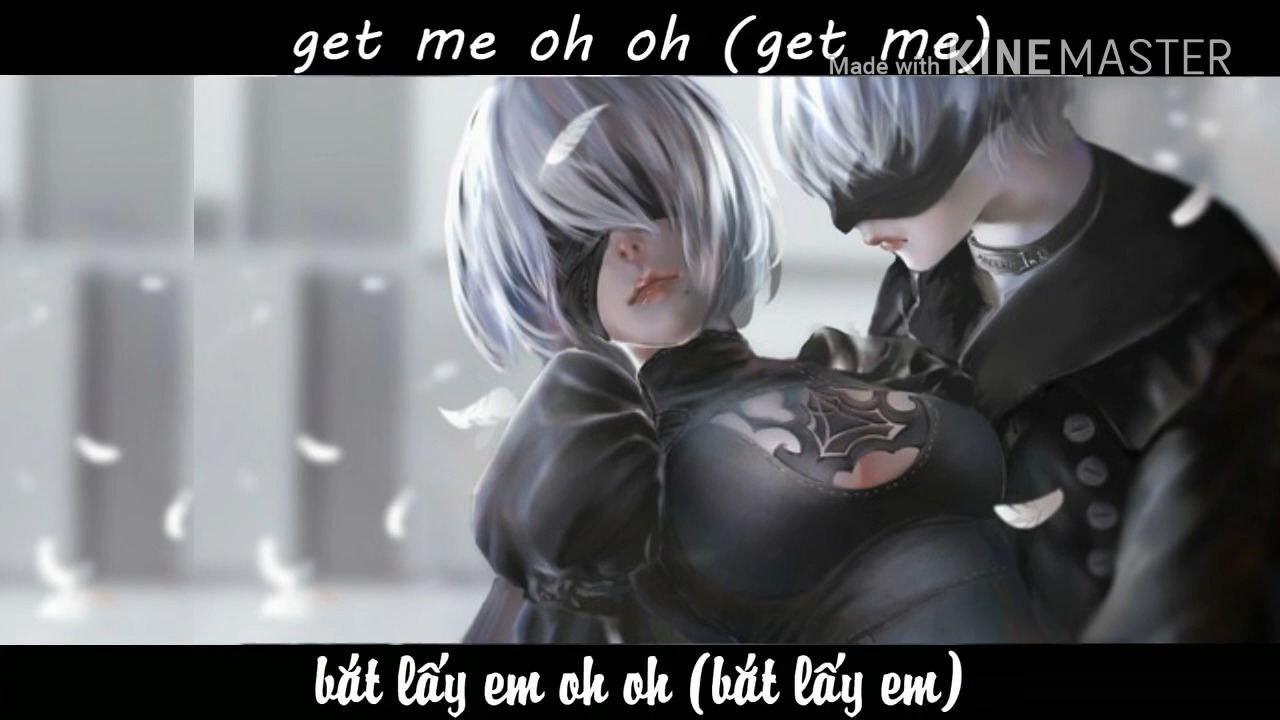 get me oh oh (get me)
Made with KINEMASTER
bắt lấy em oh oh (bắt lấy em)